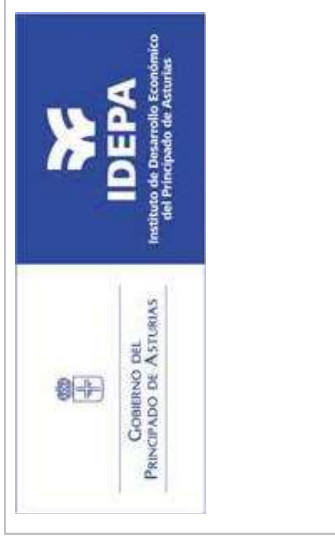 GOBIERNO DEL
PRINCIPADO DE ASTURIAS
IDEPA
Instituto de Desarrollo Económico
del Principado de Asturias